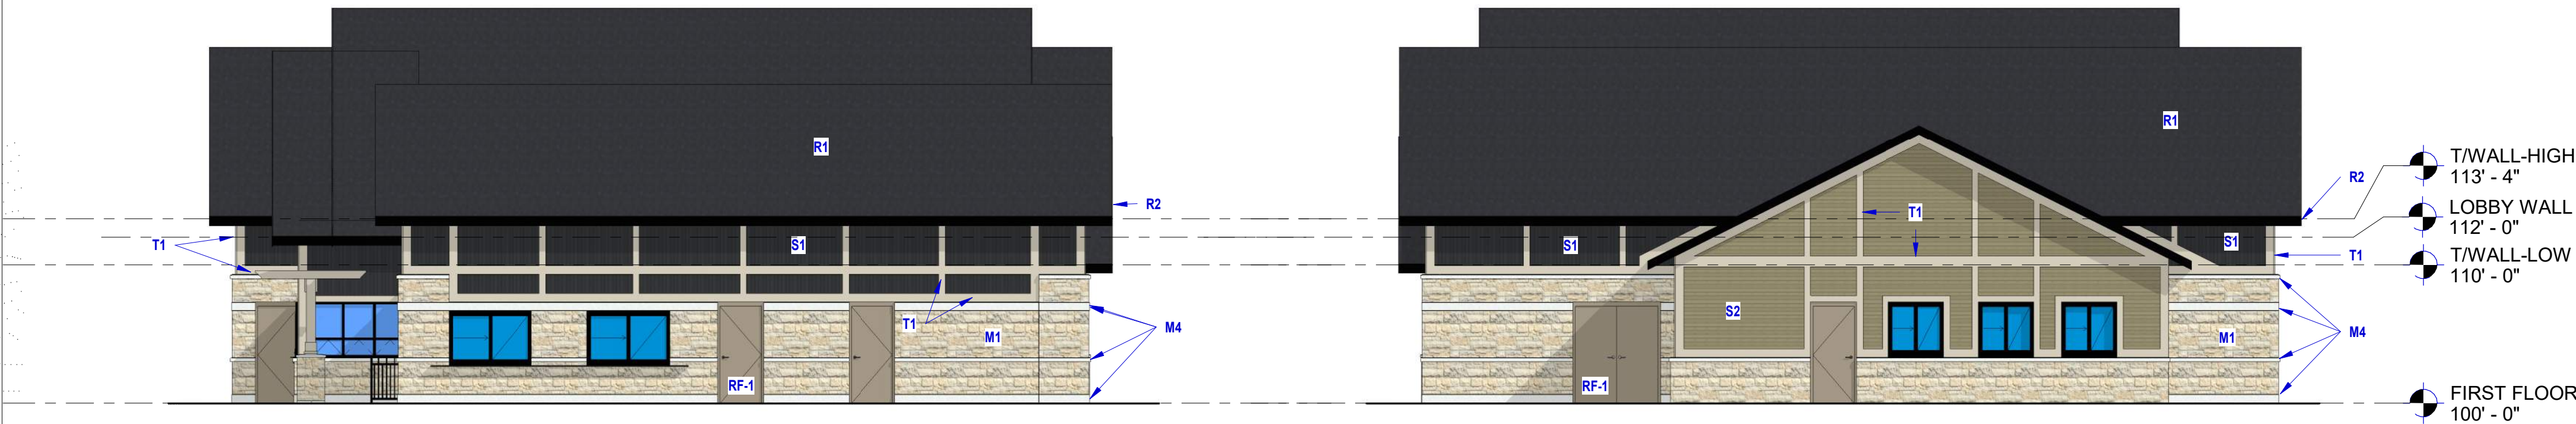 R1
R2
T1
S1
T1
M1
M4
RF-1
R1
R2
T1
S1
S1
T1
S2
M1
M4
RF-1
T/WALL-HIGH
113' - 4"
LOBBY WALL
112' - 0"
T/WALL-LOW
110' - 0"
FIRST FLOOR
100' - 0"